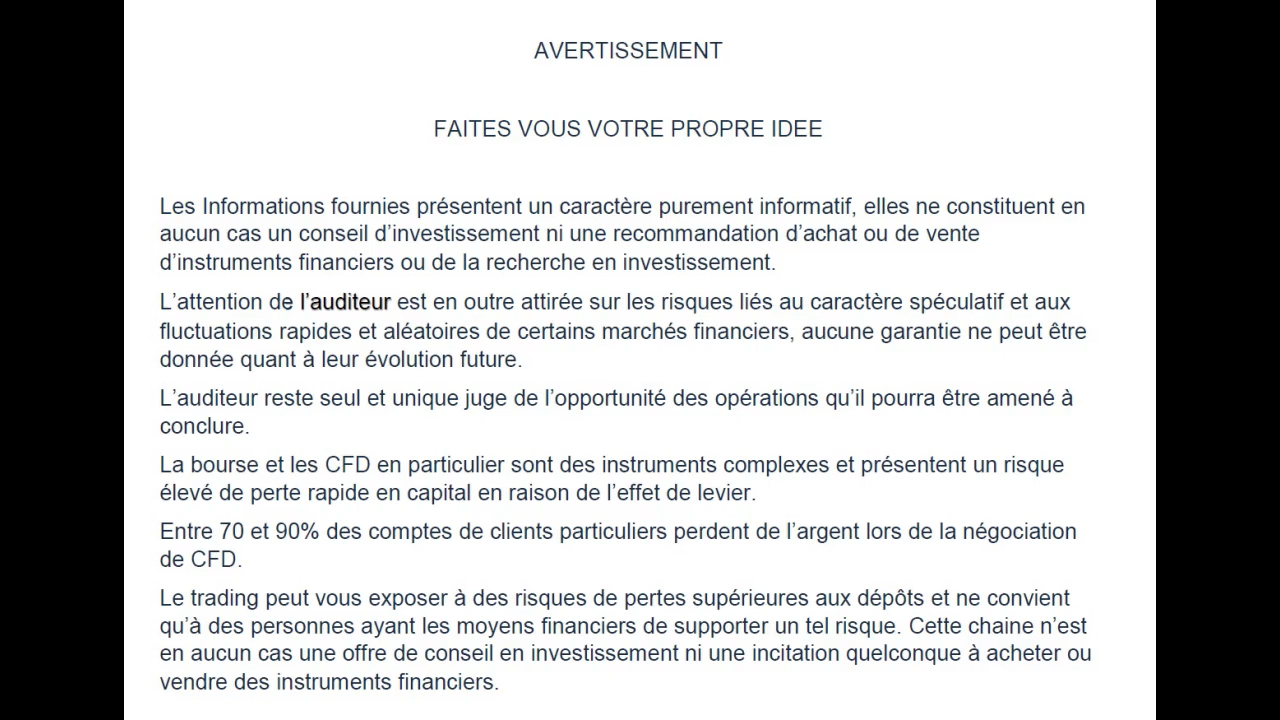 AVERTISSEMENT
FAITES VOUS VOTRE PROPRE IDEE
Les Informations fournies présentent un caractère purement informatif, elles ne constituent en
aucun cas un conseil d’investissement ni une recommandation d’achat ou de vente
d’instruments financiers ou de la recherche en investissement.
L’attention de l’auditeur est en outre attirée sur les risques liés au caractère spéculatif et aux
fluctuations rapides et aléatoires de certains marchés financiers, aucune garantie ne peut être
donnée quant à leur évolution future.
L’auditeur reste seul et unique juge de l’opportunité des opérations qu’il pourra être amené à
conclure.
La bourse et les CFD en particulier sont des instruments complexes et présentent un risque
élevé de perte rapide en capital en raison de l’effet de levier.
Entre 70 et 90% des comptes de clients particuliers perdent de l’argent lors de la négociation
de CFD.
Le trading peut vous exposer à des risques de pertes supérieures aux dépôts et ne convient
qu’à des personnes ayant les moyens financiers de supporter un tel risque. Cette chaine n’est
en aucun cas une offre de conseil en investissement ni une incitation quelconque à acheter ou
vendre des instruments financiers.